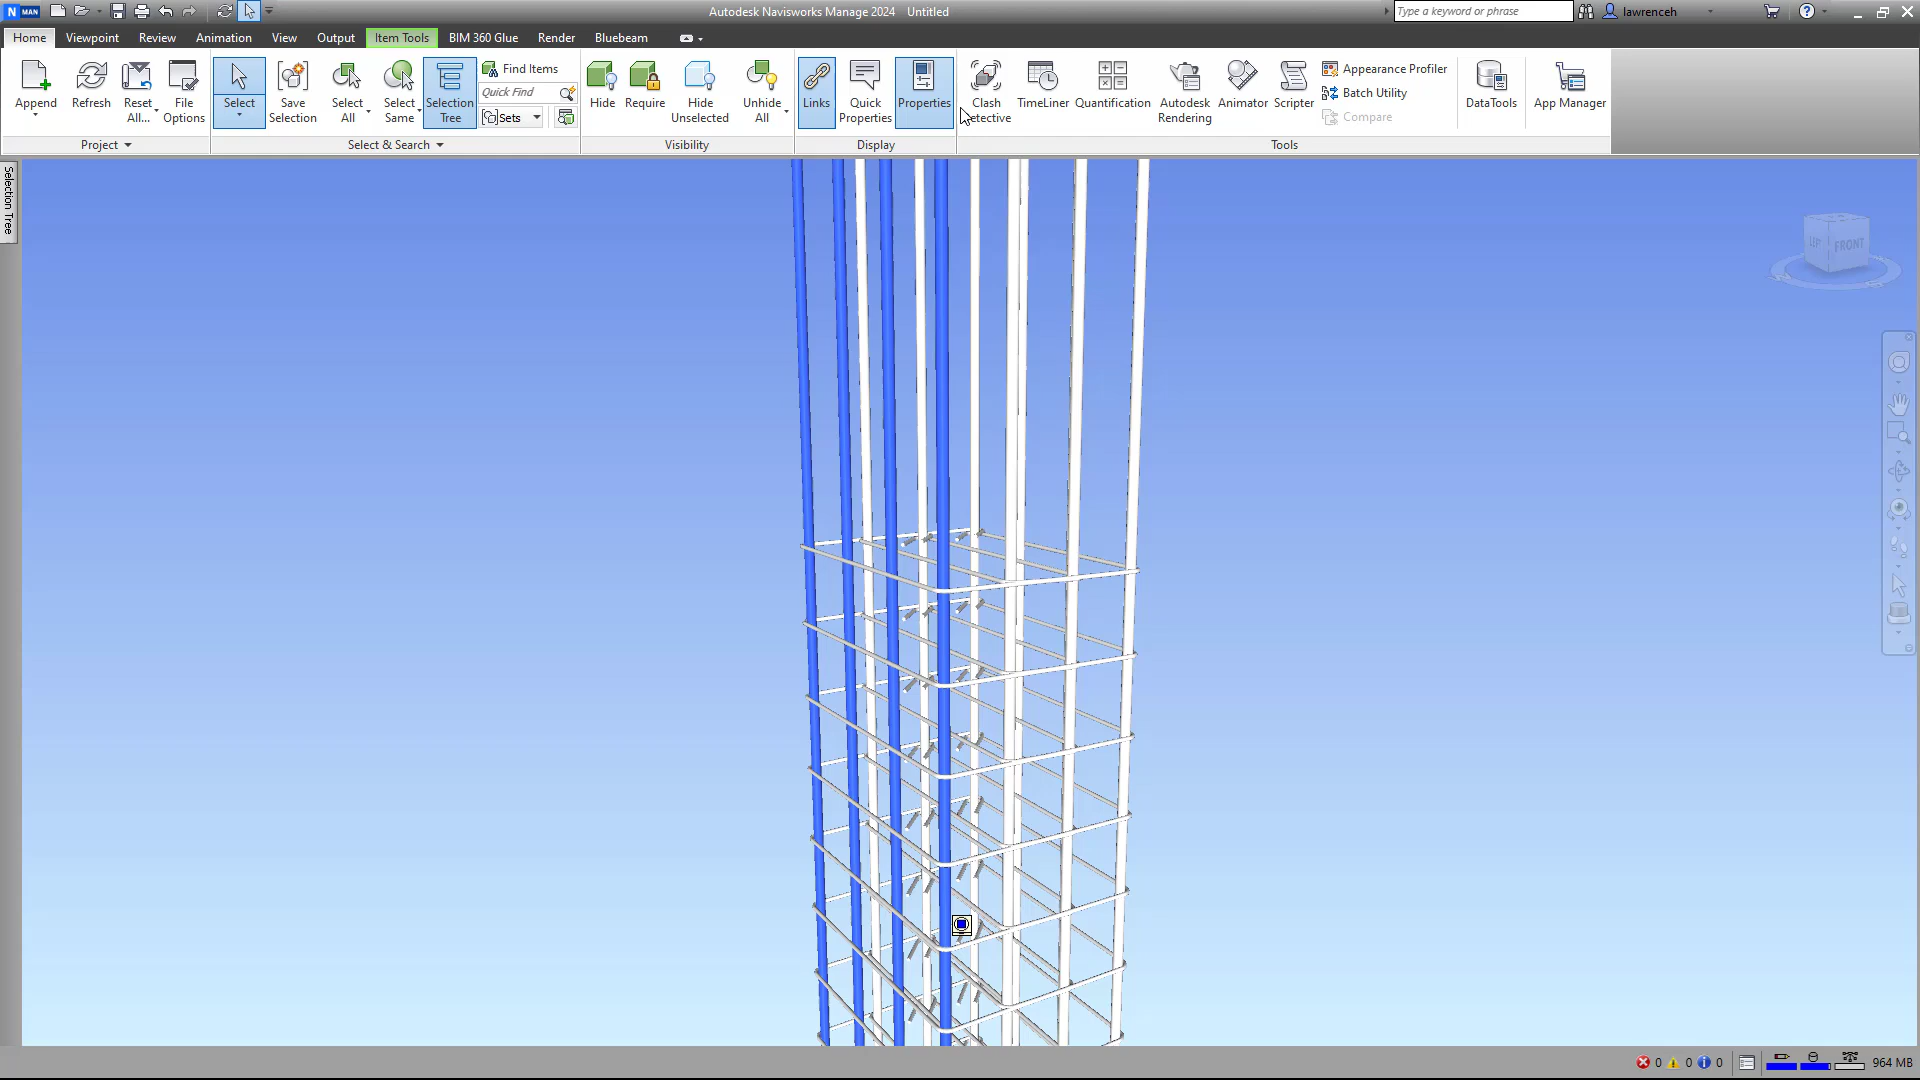 N MAN
Autodesk Navisworks Manage 2024 Untitled
Type a keyword or phrase
lawrenceh
Home Viewpoint Review Animation View Output Item Tools BIM 360 Glue Render Bluebeam
Append
Refresh
Reset
All...
File
Options
Select
Save
Selection
Select
All
Select
Same
Selection
Tree
Find Items
Quick Find
Sets
Hide
Require
Hide
Unselected
Unhide
All
Links
Quick
Properties
Properties
Clash
etective
TimeLiner
Quantification
Autodesk
Rendering
Animator
Scripter
Appearance Profiler
Batch Utility
Compare
DataTools
App Manager
Project
Select & Search
Visibility
Display
Tools
Selection Tree
FRONT
0 0 0
964 MB